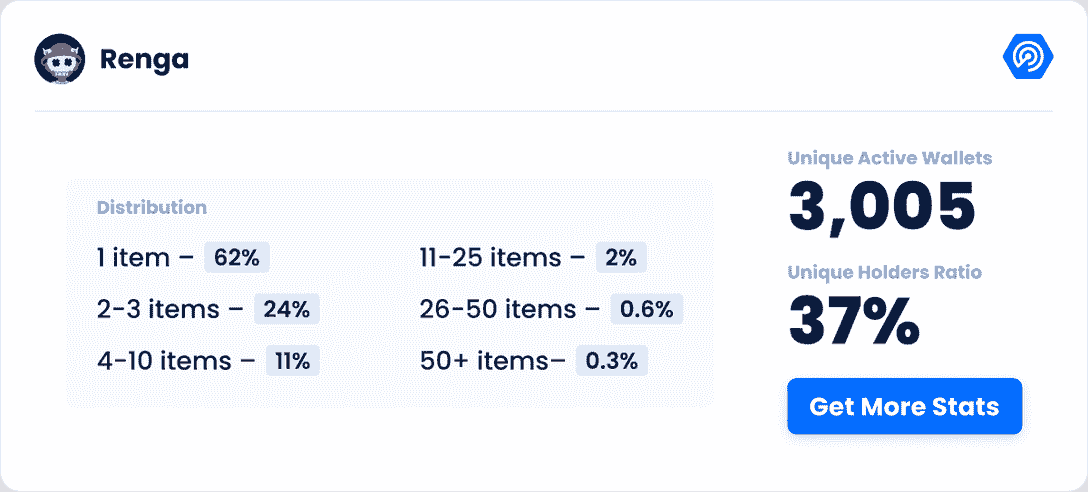 Renga
Distribution
1 item – 62%
2-3 items – 24%
4-10 items – 11%
11-25 items – 2%
26-50 items – 0.6%
50+ items– 0.3%
Unique Active Wallets
3,005
Unique Holders Ratio
37%
Get More Stats